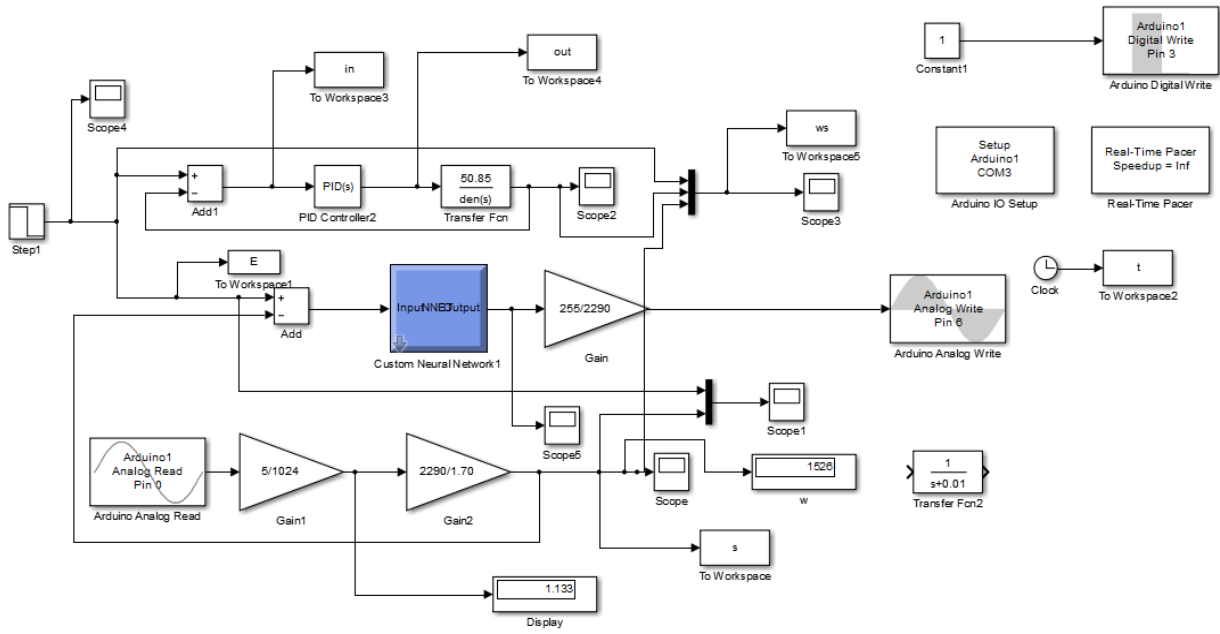 Arduino1
Digital Write
Pin 3
Arduino Digital Write
1
Constant1
out
To Workspace4
in
To Workspace3
Scope4
ws
To Workspace5
Setup
Arduino1
COM3
Arduino IO Setup
Real-Time Pacer
Speedup = Inf
Real-Time Pacer
+
−
Add1
PID(s)
PID Controller2
50.85
den(s)
Transfer Fcn
Scope2
Scope3
Step1
E
To Workspace1
+
−
Add
Custom Neural Network1
255/2290
Gain
Arduino1
Analog Write
Pin 6
Arduino Analog Write
Clock
t
To Workspace2
Scope1
Scope5
Arduino1
Analog Read
Pin 0
Arduino Analog Read
5/1024
Gain1
2290/1.70
Gain2
Scope
1526
w
1
s+0.01
Transfer Fcn2
s
To Workspace
1.133
Display